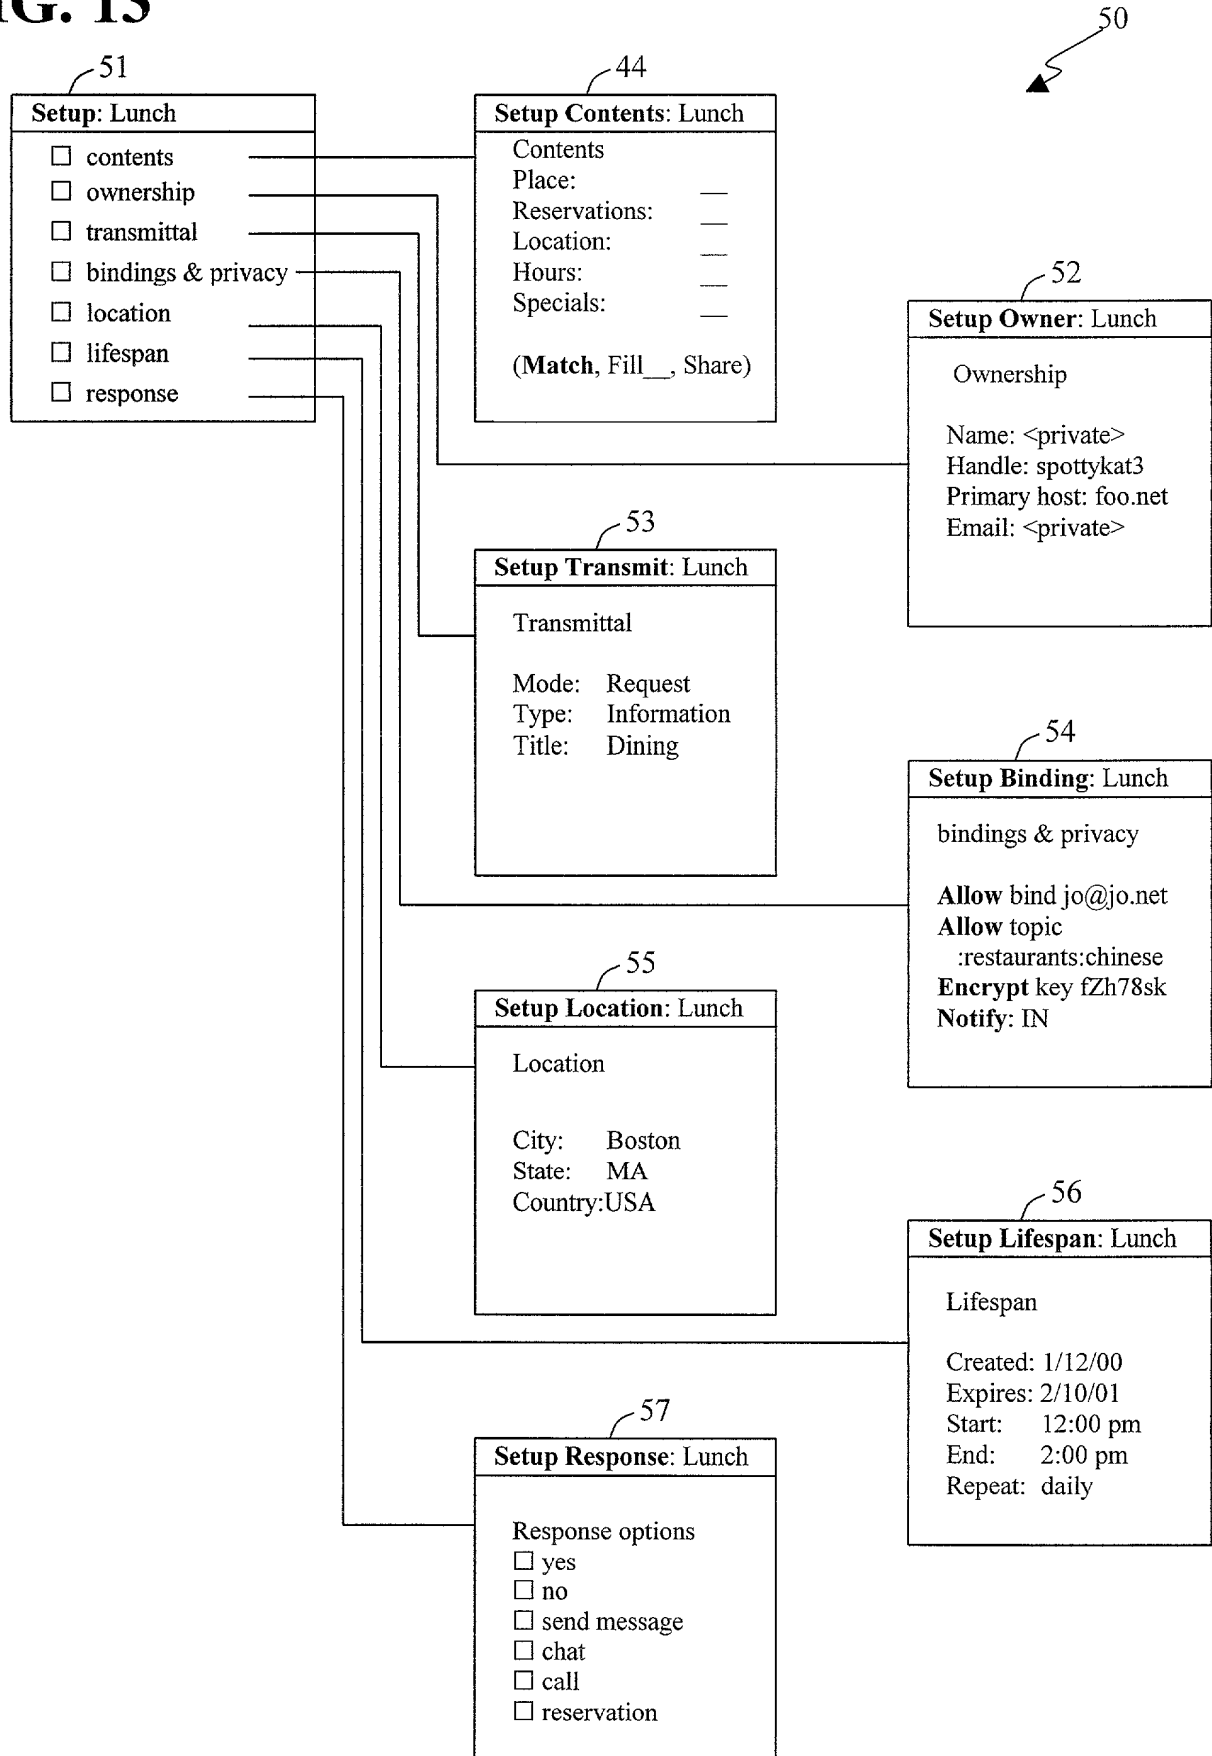 IG. 13
50
51
Setup: Lunch
contents
ownership
transmittal
bindings & privacy
location
lifespan
response
44
Setup Contents: Lunch
Contents
Place: __
Reservations: __
Location: __
Hours: __
Specials: __
(Match, Fill__, Share)
52
Setup Owner: Lunch
Ownership
Name: <private>
Handle: spottykat3
Primary host: foo.net
Email: <private>
53
Setup Transmit: Lunch
Transmittal
Mode: Request
Type: Information
Title: Dining
54
Setup Binding: Lunch
bindings & privacy
Allow bind jo@jo.net
Allow topic
:restaurants:chinese
Encrypt key fZh78sk
Notify: IN
55
Setup Location: Lunch
Location
City: Boston
State: MA
Country:USA
56
Setup Lifespan: Lunch
Lifespan
Created: 1/12/00
Expires: 2/10/01
Start: 12:00 pm
End: 2:00 pm
Repeat: daily
57
Setup Response: Lunch
Response options
yes
no
send message
chat
call
reservation